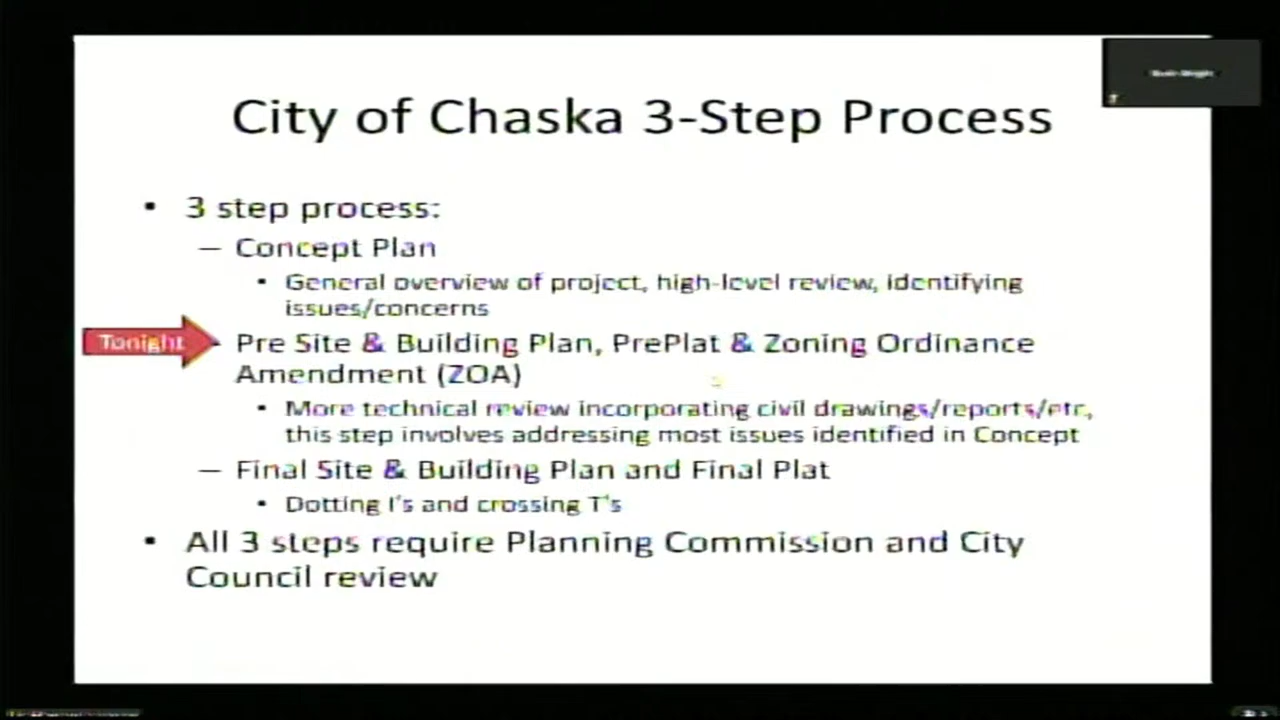 City of Chaska 3-Step Process
• 3 step process:
– Concept Plan
• General overview of project, high-level review, identifying
issues/concerns
Tonight
Pre Site & Building Plan, PrePlat & Zoning Ordinance
Amendment (ZOA)
• More technical review incorporating civil drawings/reports/etc,
this step involves addressing most issues identified in Concept
– Final Site & Building Plan and Final Plat
• Dotting I's and crossing T's
• All 3 steps require Planning Commission and City
Council review